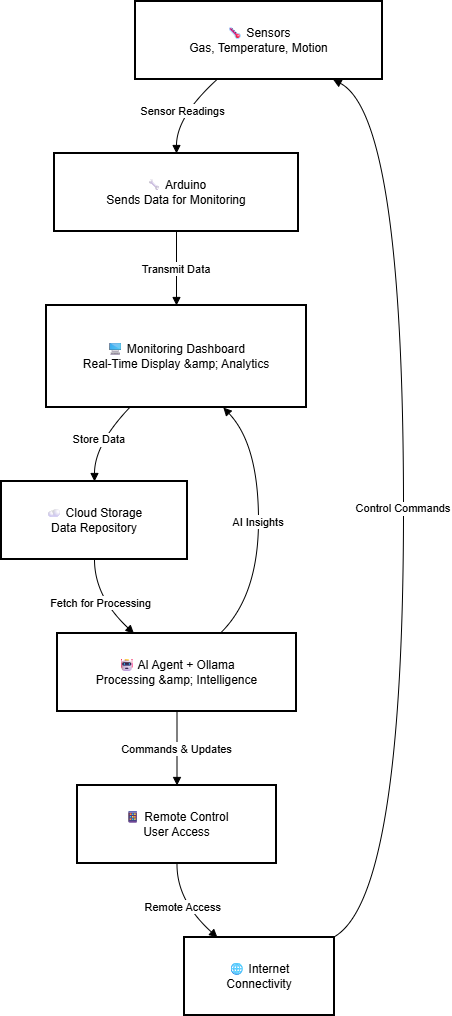 Sensors
Gas, Temperature, Motion
Sensor Readings
Arduino
Sends Data for Monitoring
Transmit Data
Monitoring Dashboard
Real-Time Display &amp; Analytics
Store Data
Cloud Storage
Data Repository
AI Insights
Control Commands
Fetch for Processing
AI Agent + Ollama
Processing &amp; Intelligence
Commands & Updates
Remote Control
User Access
Remote Access
Internet
Connectivity